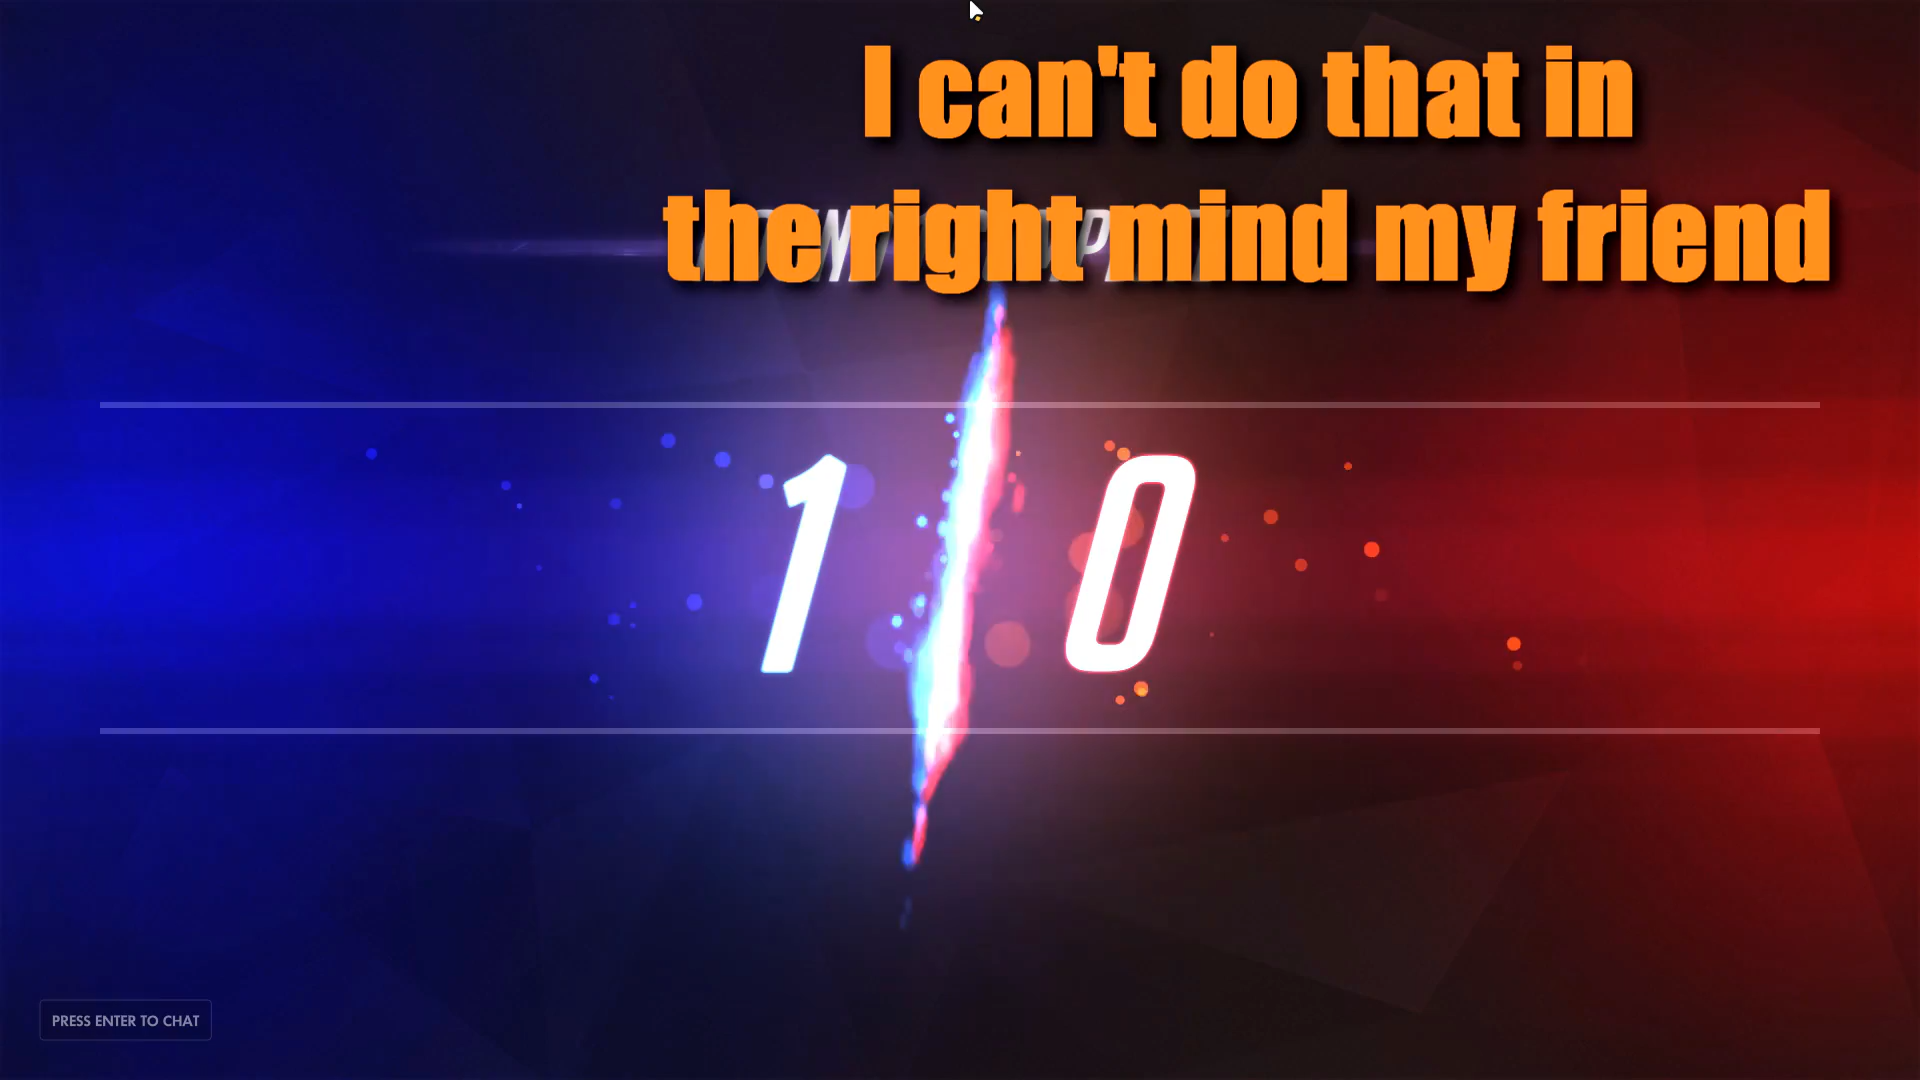 I can't do that in
the right mind my friend
1 0
PRESS ENTER TO CHAT